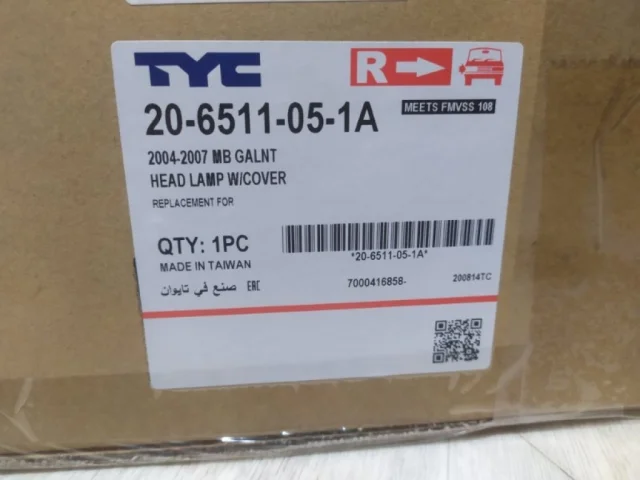 TYC
R
MEETS FMVSS 108
20-6511-05-1A
2004-2007 MB GALNT
HEAD LAMP W/COVER
REPLACEMENT FOR
QTY: 1PC
*20-6511-05-1A*
MADE IN TAIWAN
صنع في تايوان EAC
7000416858-
200814TC